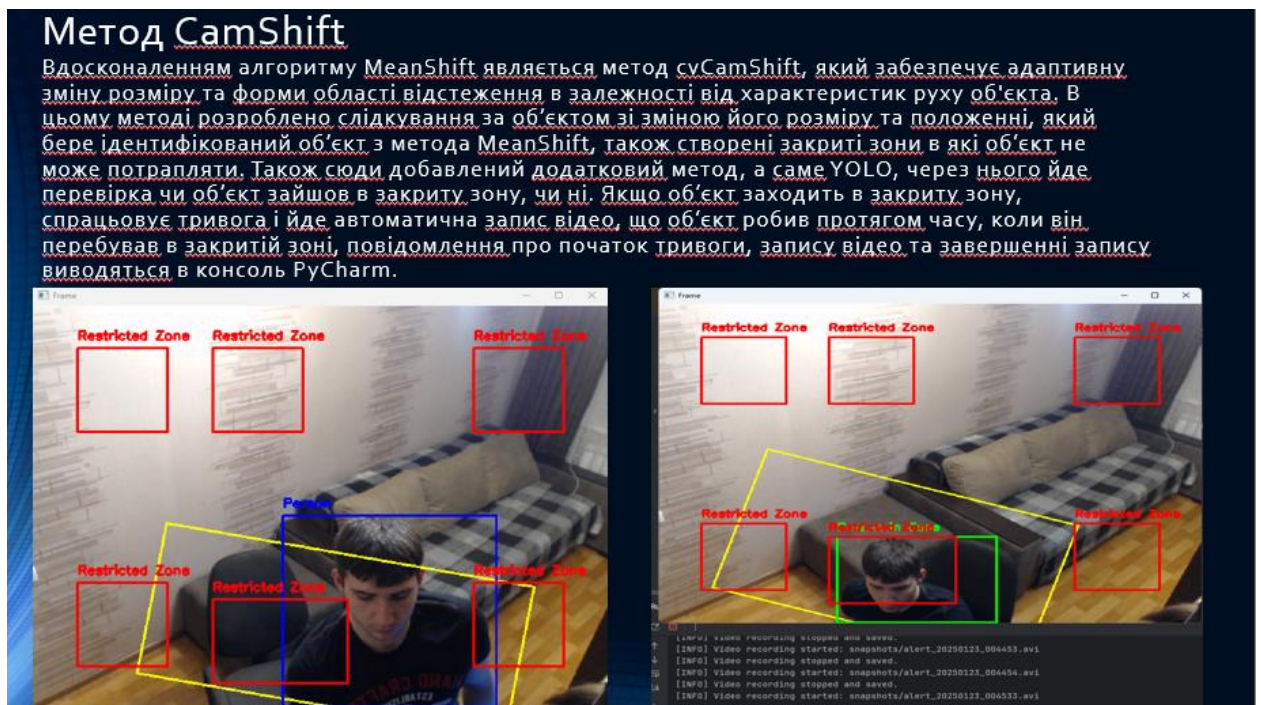 Метод CamShift
Вдосконаленням алгоритму MeanShift являється метод cvCamShift, який забезпечує адаптивну
зміну розміру та форми області відстеження в залежності від характеристик руху об'єкта. В
цьому методі розроблено слідкування за об’єктом зі зміною його розміру та положенні, який
бере ідентифікований об’єкт з метода MeanShift, також створені закриті зони в які об’єкт не
може потрапляти. Також сюди добавлений додатковий метод, а саме YOLO, через нього йде
перевірка чи об’єкт зайшов в закриту зону, чи ні. Якщо об’єкт заходить в закриту зону,
спрацьовує тривога і йде автоматична запис відео, що об’єкт робив протягом часу, коли він
перебував в закритій зоні, повідомлення про початок тривоги, запису відео та завершенні запису
виводяться в консоль PyCharm.
Frame
Restricted Zone Restricted Zone Restricted Zone
Person
Restricted Zone Restricted Zone Restricted Zone
Frame
Restricted Zone Restricted Zone Restricted Zone
Restricted Zone Restricted Zone Restricted Zone
[INFO] Video recording stopped and saved.
[INFO] Video recording started: snapshots/alert_20250123_004453.avi
[INFO] Video recording stopped and saved.
[INFO] Video recording started: snapshots/alert_20250123_004454.avi
[INFO] Video recording stopped and saved.
[INFO] Video recording started: snapshots/alert_20250123_004533.avi